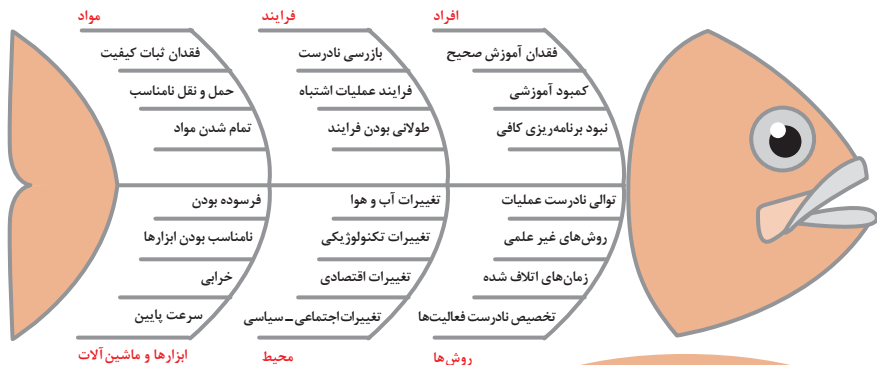 افراد
فقدان آموزش صحیح
کمبود آموزشی
نبود برنامه‌ریزی کافی
فرایند
بازرسی نادرست
فرایند عملیات اشتباه
طولانی بودن فرایند
مواد
فقدان ثبات کیفیت
حمل و نقل نامناسب
تمام شدن مواد
توالی نادرست عملیات
روش‌های غیر علمی
زمان‌های اتلاف شده
تخصیص نادرست فعالیت‌ها
روش‌ها
تغییرات آب و هوا
تغییرات تکنولوژیکی
تغییرات اقتصادی
تغییرات اجتماعی ـ سیاسی
محیط
فرسوده بودن
نامناسب بودن ابزارها
خرابی
سرعت پایین
ابزارها و ماشین‌آلات